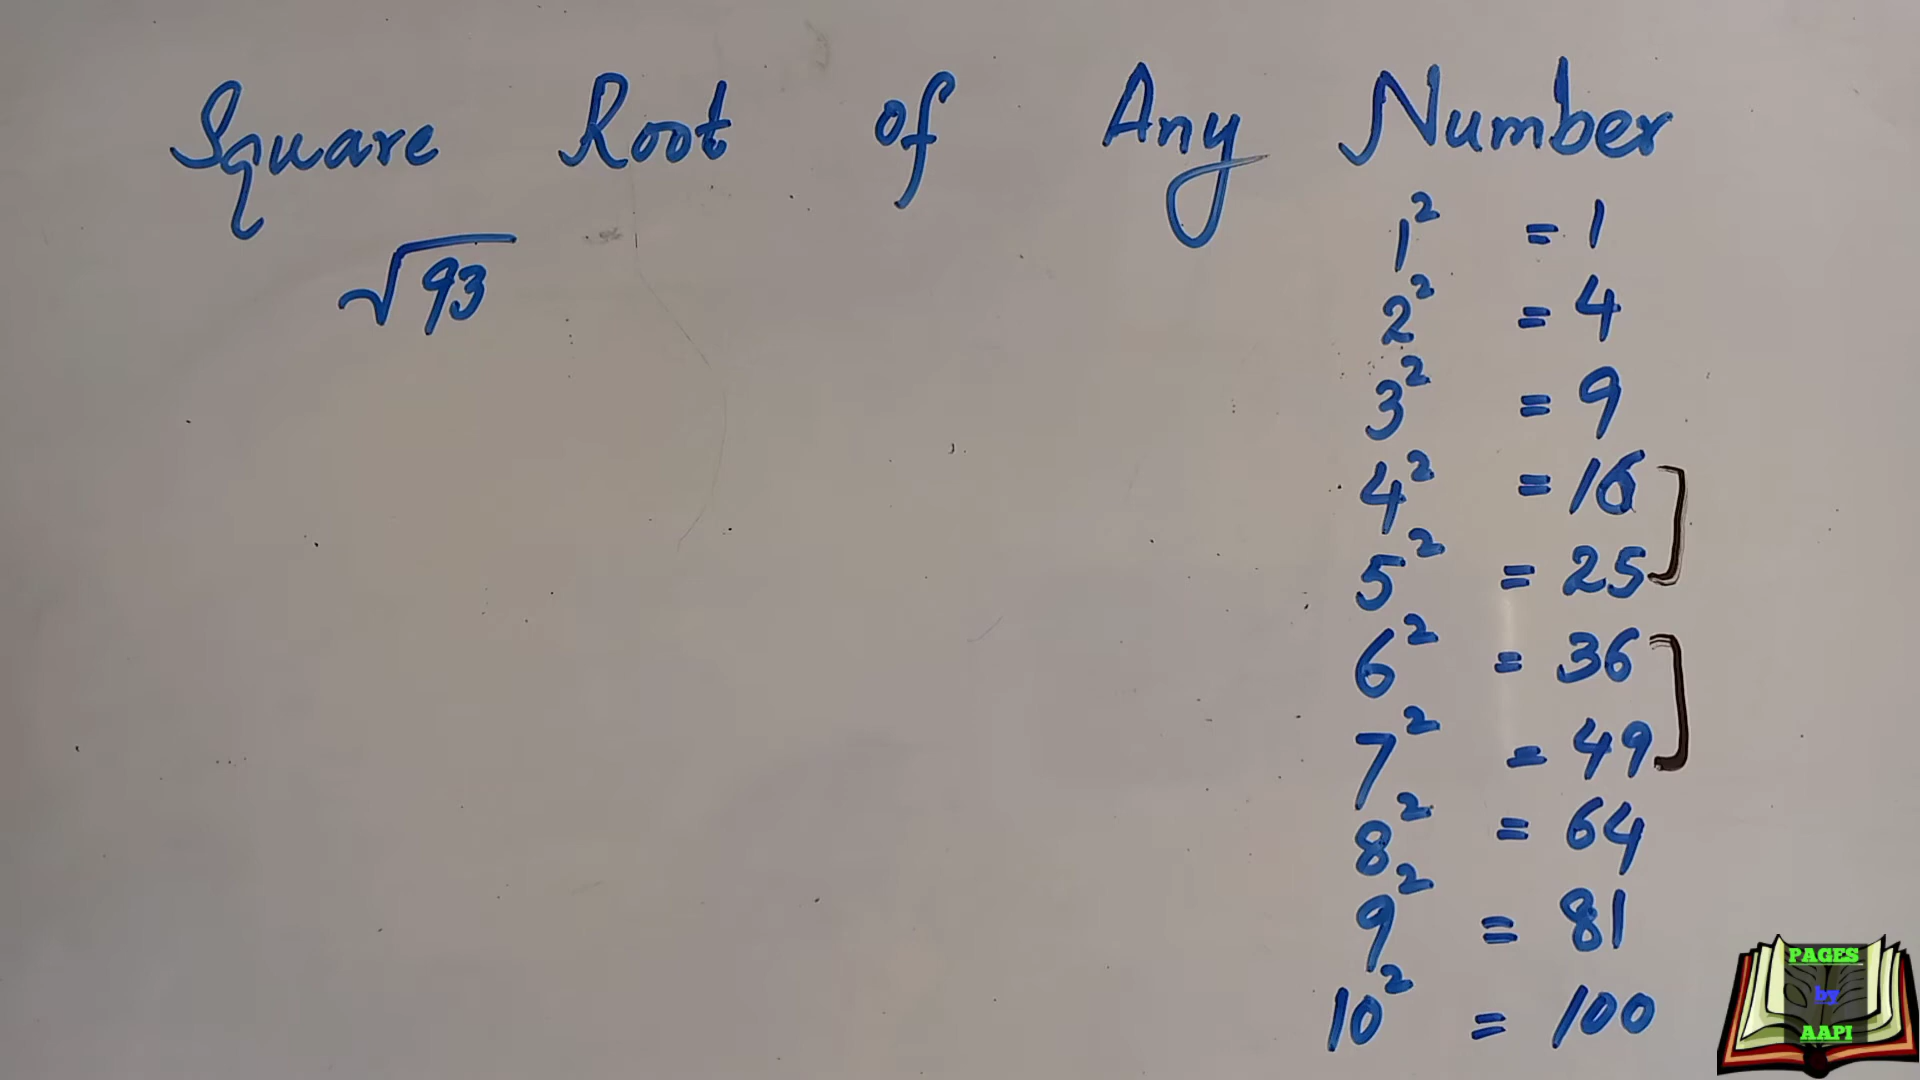 Square Root of Any Number
√93
1² = 1
2² = 4
3² = 9
4² = 16
5² = 25
6² = 36
7² = 49
8² = 64
9² = 81
10² = 100
PAGES
by
AAPI